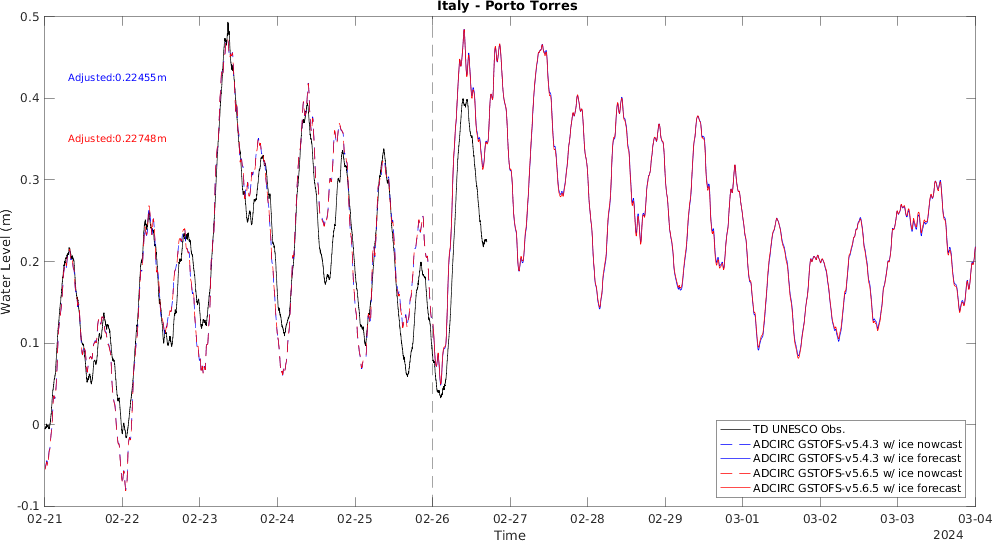 Italy - Porto Torres
0.5
Adjusted:0.22455m
0.4
Adjusted:0.22748m
0.3
Water Level (m)
0.2
0.1
0
TD UNESCO Obs.
ADCIRC GSTOFS-v5.4.3 w/ ice nowcast
ADCIRC GSTOFS-v5.4.3 w/ ice forecast
ADCIRC GSTOFS-v5.6.5 w/ ice nowcast
ADCIRC GSTOFS-v5.6.5 w/ ice forecast
-0.1
02-21 02-22 02-23 02-24 02-25 02-26 02-27 02-28 02-29 03-01 03-02 03-03 03-04
Time
2024